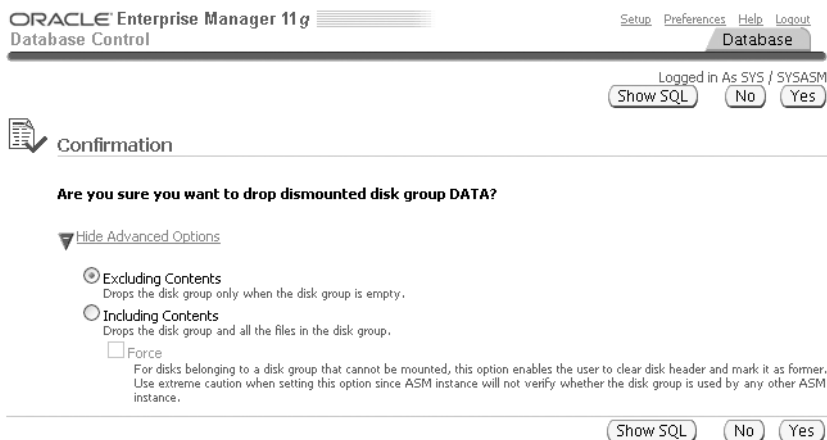 ORACLE Enterprise Manager 11g
Database Control
Setup Preferences Help Logout
Database
Logged in As SYS / SYSASM
Show SQL No Yes
Confirmation
Are you sure you want to drop dismounted disk group DATA?
Hide Advanced Options
Excluding Contents
Drops the disk group only when the disk group is empty.
Including Contents
Drops the disk group and all the files in the disk group.
Force
For disks belonging to a disk group that cannot be mounted, this option enables the user to clear disk header and mark it as former.
Use extreme caution when setting this option since ASM instance will not verify whether the disk group is used by any other ASM
instance.
Show SQL No Yes